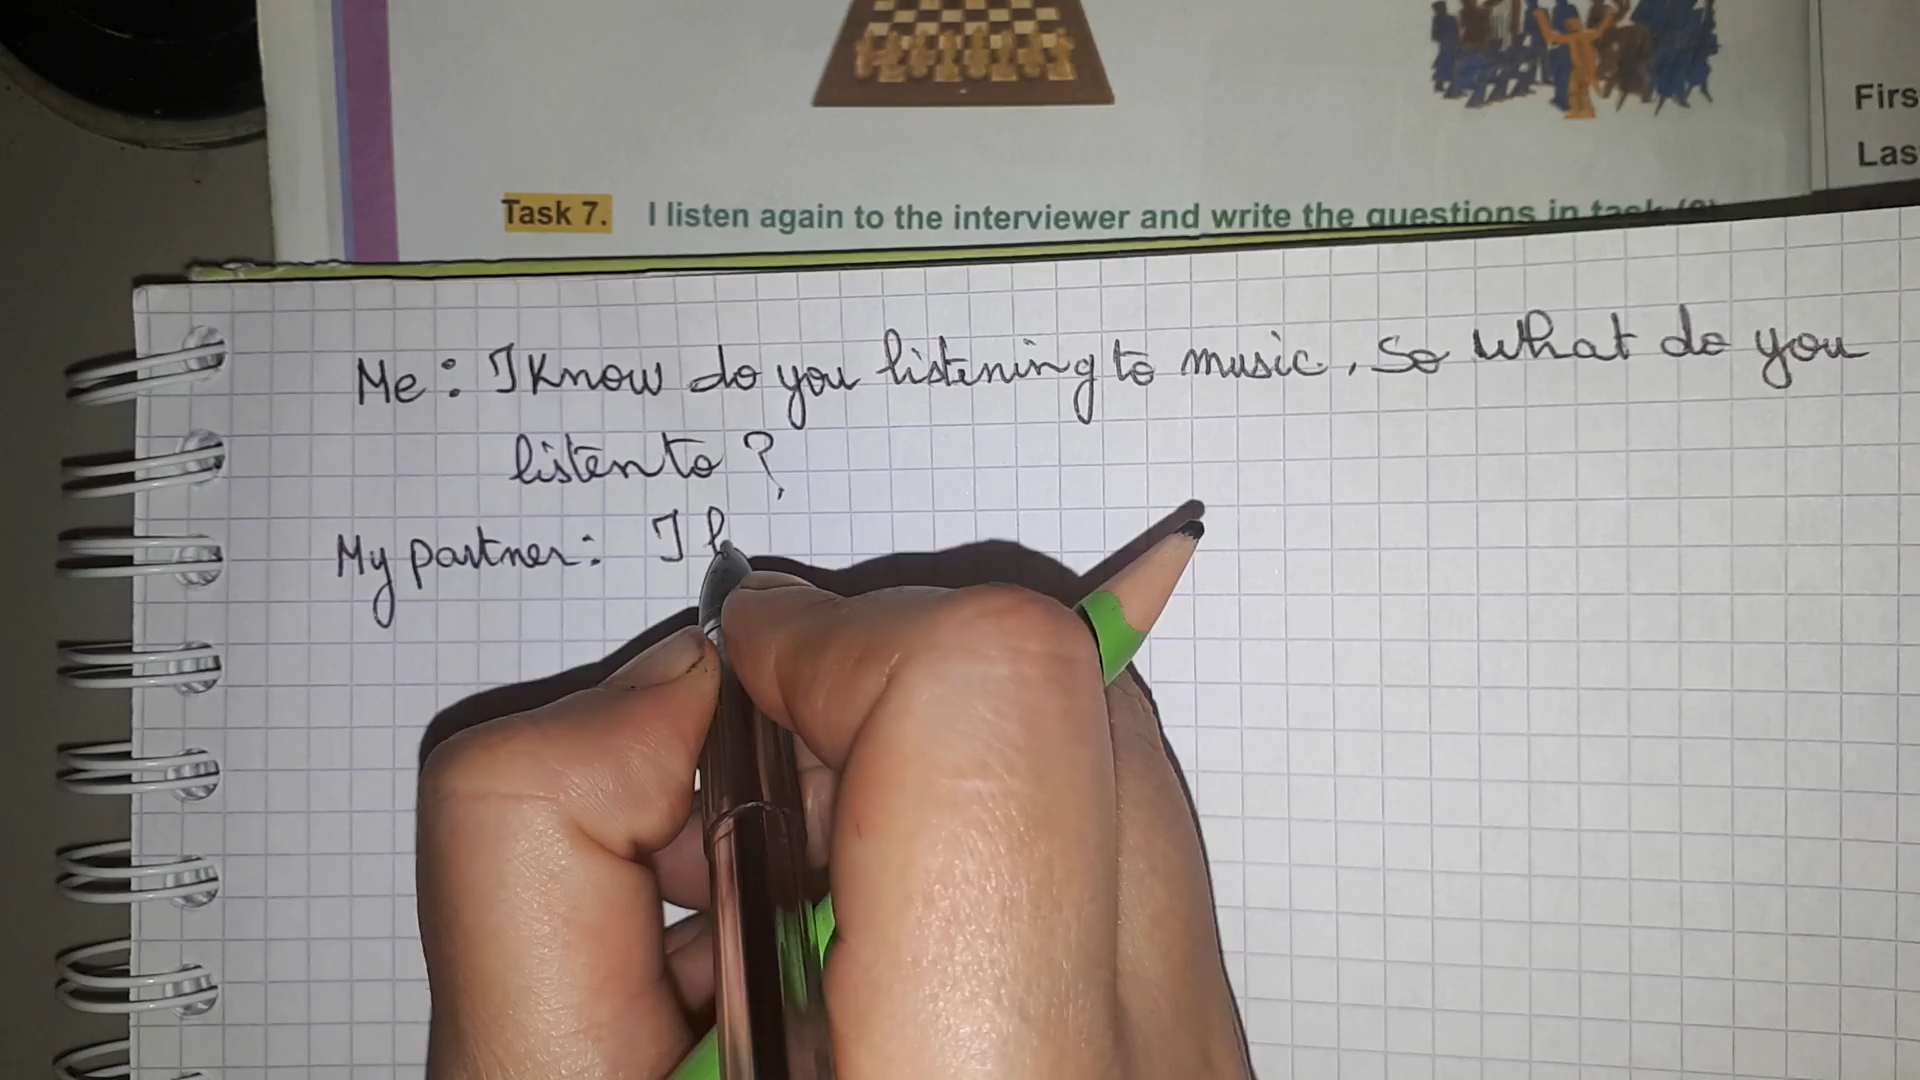 Firs
Las
Task 7. I listen again to the interviewer and write the questions in task
Me: I Know do you listening to music, So what do you
listen to ?
My partner: I l